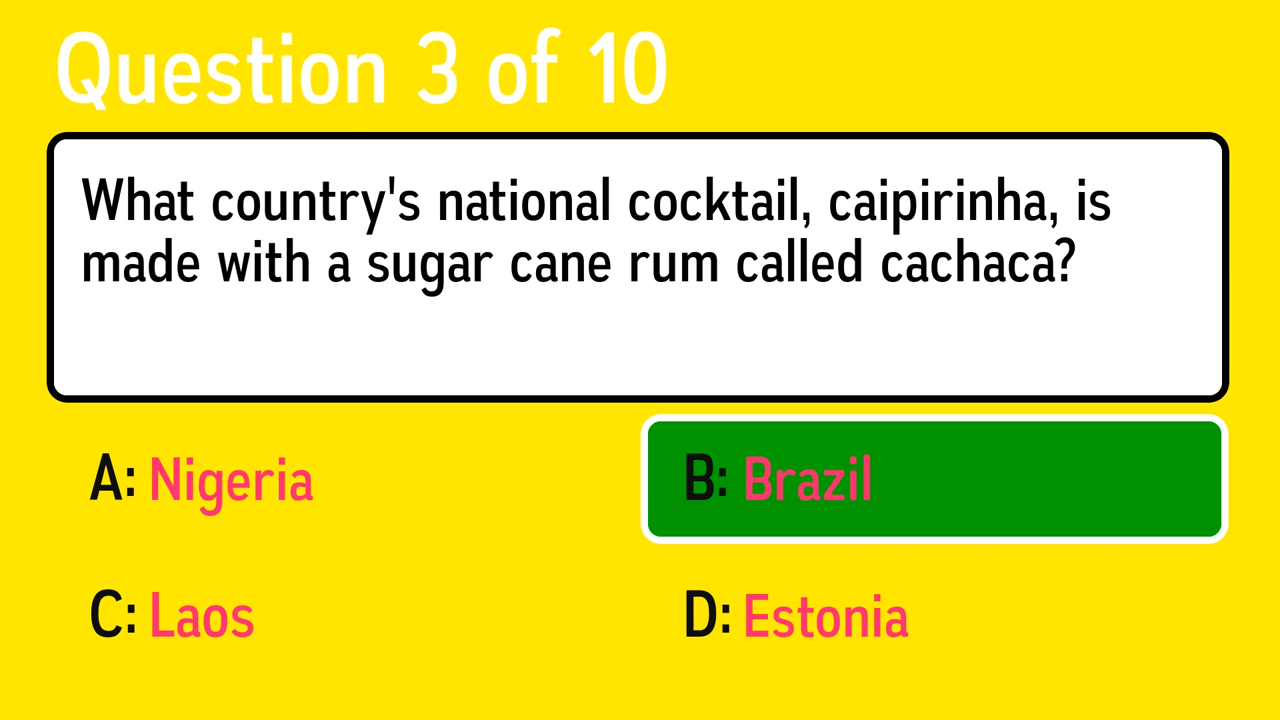 Question 3 of 10
What country's national cocktail, caipirinha, is
made with a sugar cane rum called cachaca?
A: Nigeria
B: Brazil
C: Laos
D: Estonia